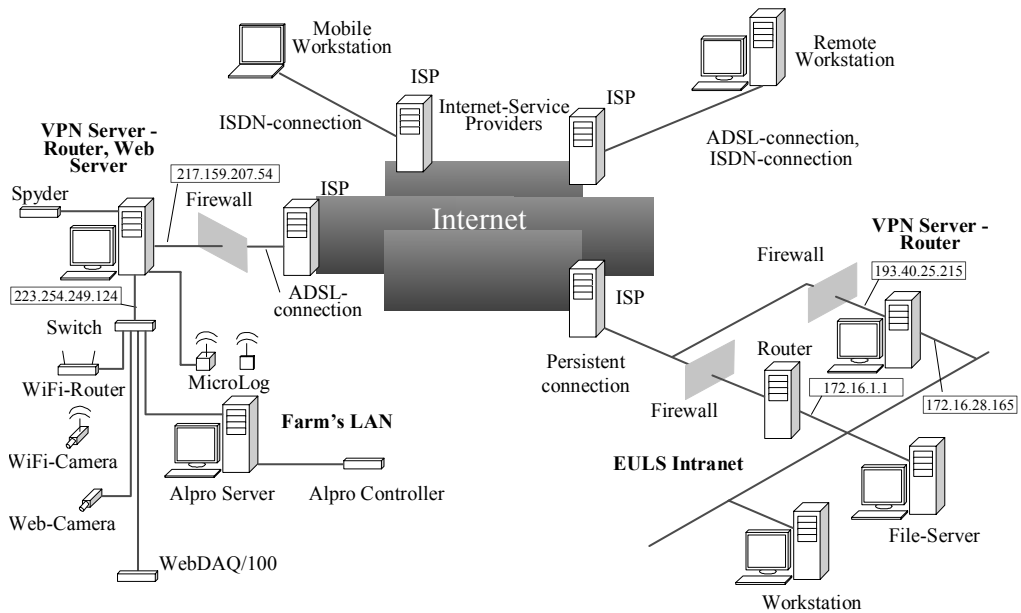 Mobile
Workstation
ISP
Internet-Service
Providers
ISDN-connection
ISP
Remote
Workstation
ADSL-connection,
ISDN-connection
VPN Server -
Router, Web
Server
217.159.207.54
Spyder
Firewall
ISP
Internet
ADSL-
connection
223.254.249.124
Switch
WiFi-Router
MicroLog
WiFi-Camera
Farm's LAN
Alpro Server
Alpro Controller
Web-Camera
WebDAQ/100
ISP
Persistent
connection
VPN Server -
Router
Firewall
193.40.25.215
Router
Firewall
172.16.1.1
172.16.28.165
EULS Intranet
File-Server
Workstation